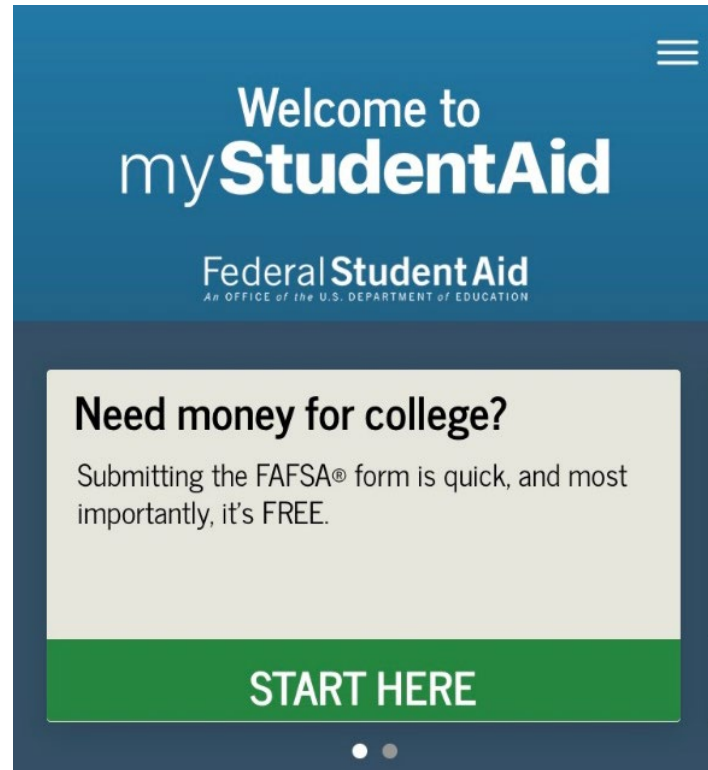 Welcome to
myStudentAid
Federal Student Aid
An OFFICE of the U.S. DEPARTMENT of EDUCATION
Need money for college?
Submitting the FAFSA® form is quick, and most
importantly, it's FREE.
START HERE